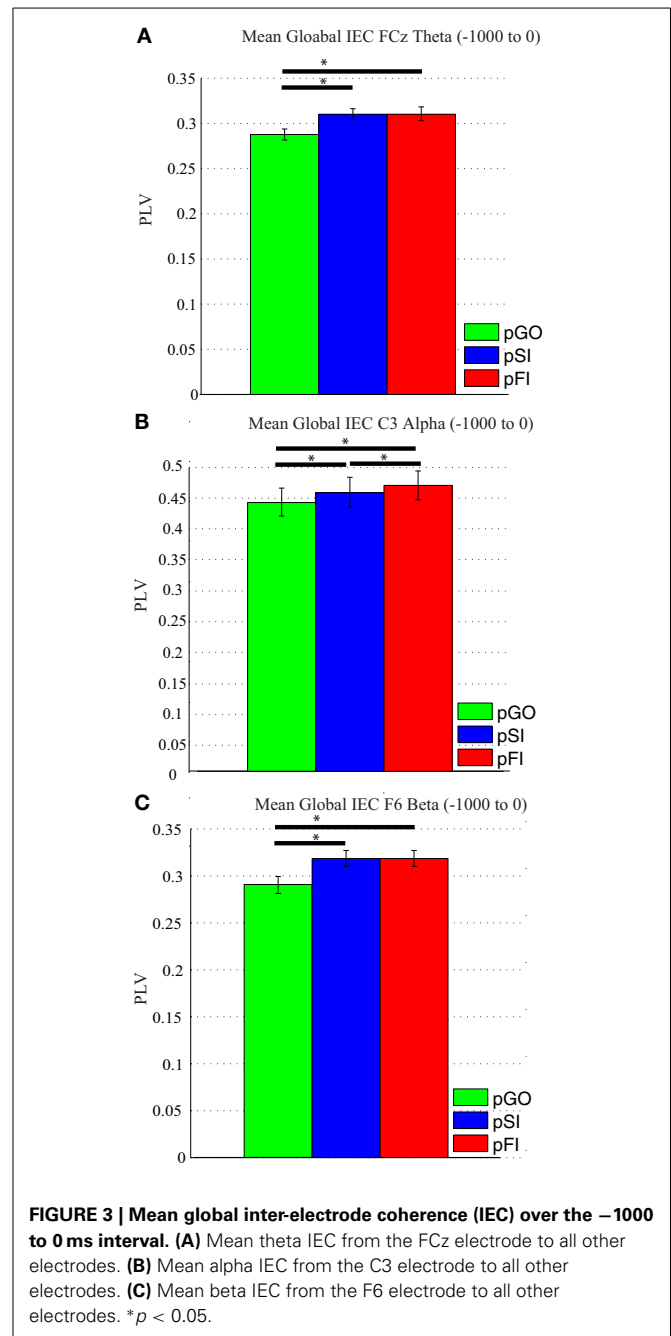 A
Mean Gloabal IEC FCz Theta (-1000 to 0)
*
*
0.35
0.3
0.25
0.2
0.15
0.1
0.05
0
PLV
pGO
pSI
pFI
B
Mean Global IEC C3 Alpha (-1000 to 0)
*
*
*
0.5
0.45
0.4
0.35
0.3
0.25
0.2
0.15
0.1
0.05
0
PLV
pGO
pSI
pFI
C
Mean Global IEC F6 Beta (-1000 to 0)
*
*
0.35
0.3
0.25
0.2
0.15
0.1
0.05
0
PLV
pGO
pSI
pFI
FIGURE 3 | Mean global inter-electrode coherence (IEC) over the −1000
to 0 ms interval. (A) Mean theta IEC from the FCz electrode to all other
electrodes. (B) Mean alpha IEC from the C3 electrode to all other
electrodes. (C) Mean beta IEC from the F6 electrode to all other
electrodes. *p < 0.05.